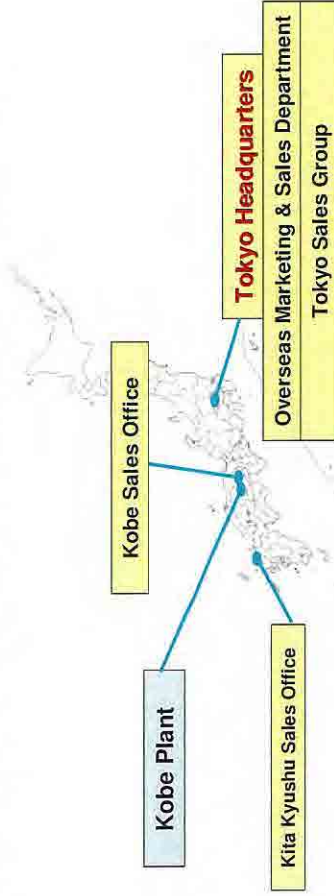 Kobe Plant
Kobe Sales Office
Kita Kyushu Sales Office
Tokyo Headquarters
Overseas Marketing & Sales Department
Tokyo Sales Group